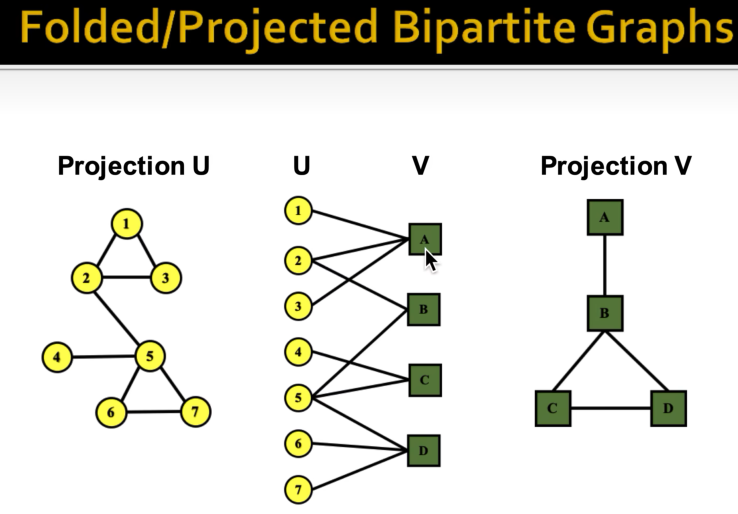 Folded/Projected Bipartite Graphs
Projection U
U
V
Projection V
1
2
3
5
4
6
7
1
2
3
4
5
6
7
A
B
C
D
A
B
C
D